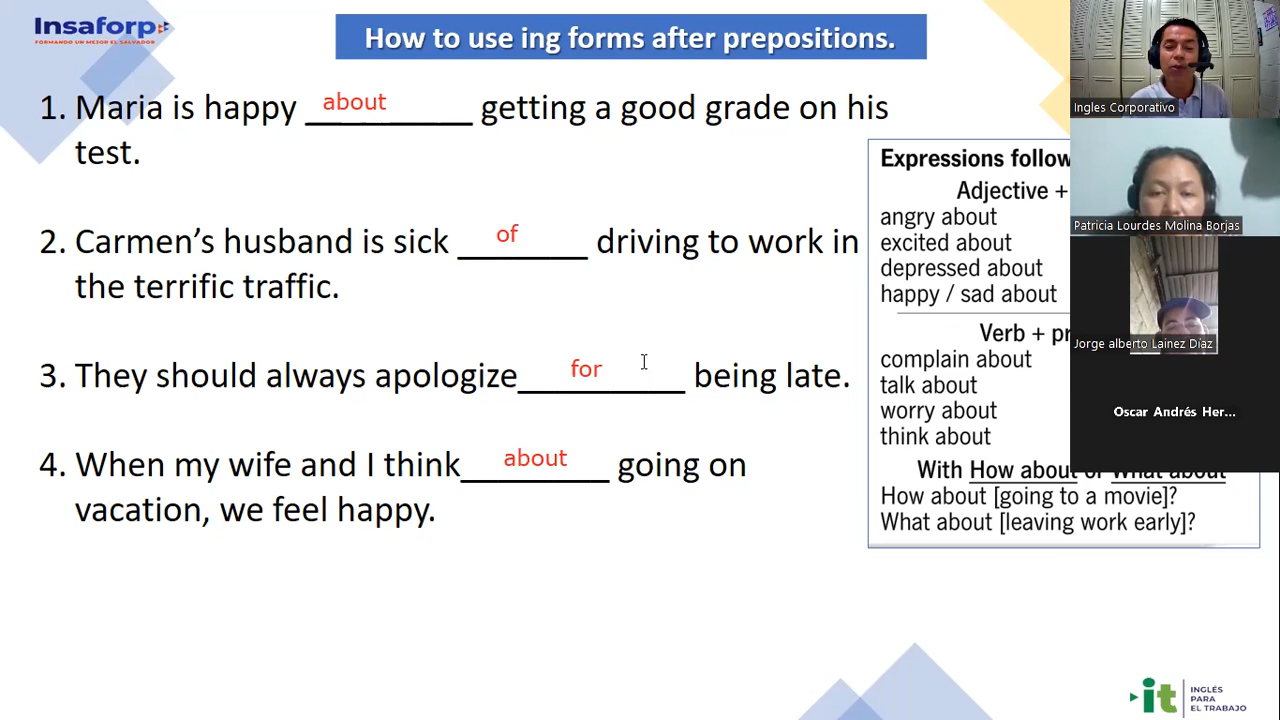 Insaforp
FORMANDO UN MEJOR EL SALVADOR
How to use ing forms after prepositions.
1. Maria is happy about getting a good grade on his
test.
2. Carmen's husband is sick of driving to work in
the terrific traffic.
3. They should always apologize for being late.
4. When my wife and I think about going on
vacation, we feel happy.
Expressions follow
Adjective +
angry about
excited about
depressed about
happy / sad about
Verb + pr
complain about
talk about
worry about
think about
With How about or What about
How about [going to a movie]?
What about [leaving work early]?
Ingles Corporativo
Patricia Lourdes Molina Borjas
Jorge alberto Laínez Díaz
Oscar Andrés Her...
it
INGLÉS
PARA
EL TRABAJO